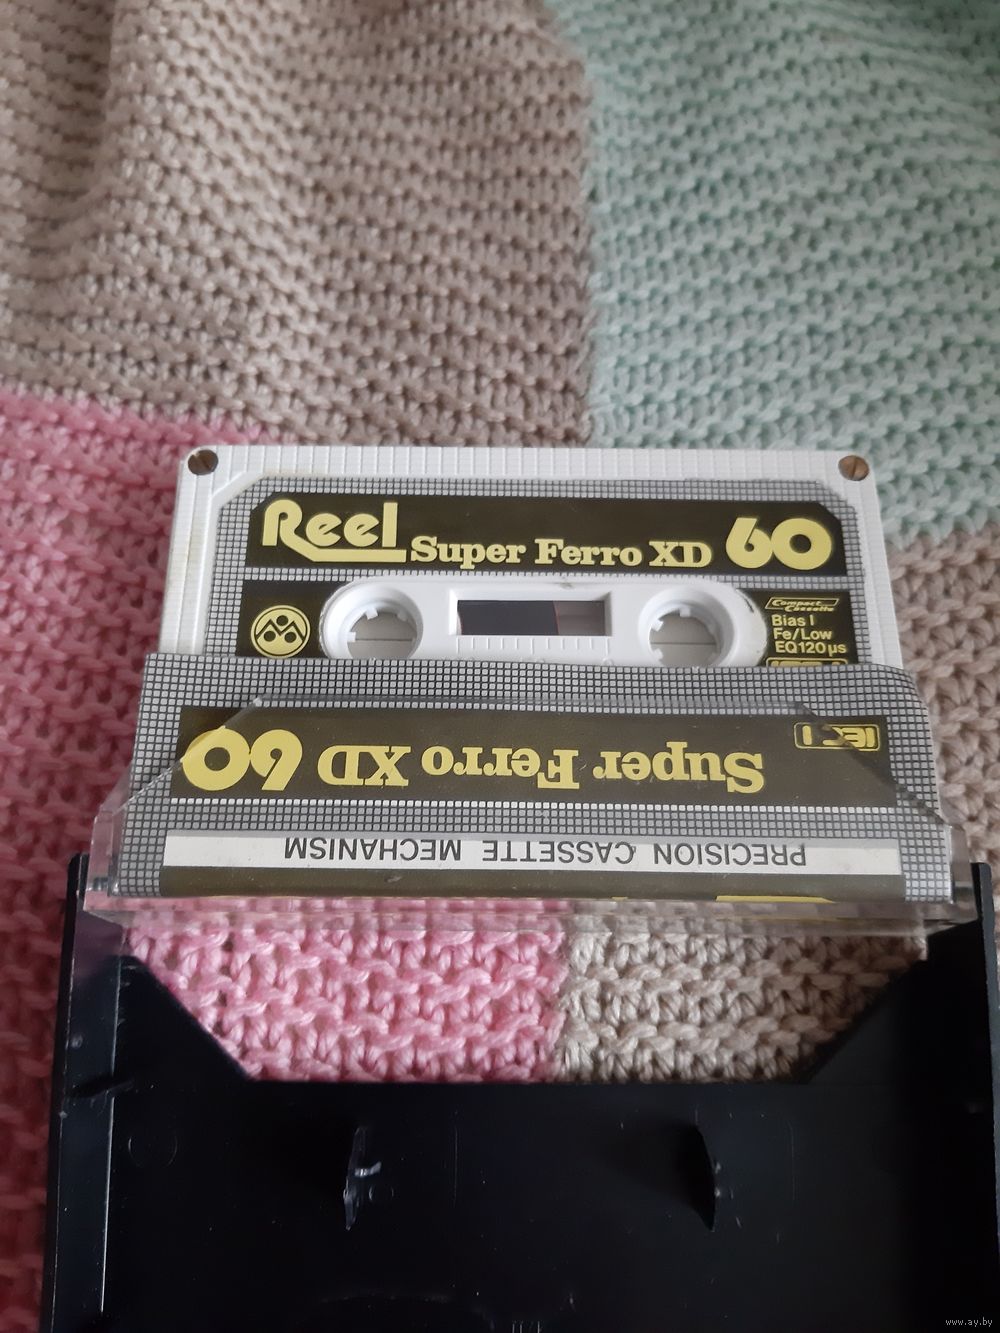 Reel Super Ferro XD 60
Compact Cassette
Bias I
Fe/Low
EQ 120 µs
Super Ferro XD 60
IEC I
PRECISION CASSETTE MECHANISM
www.ay.by